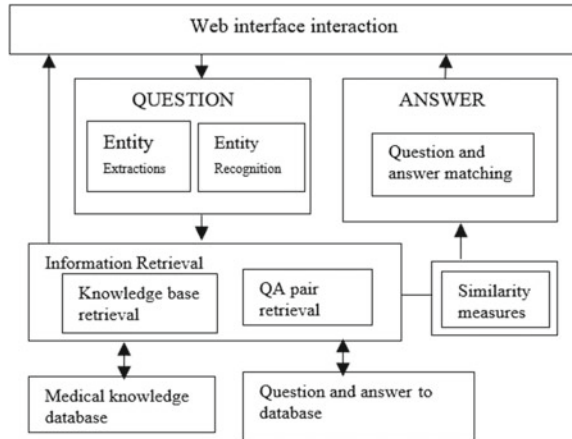 Web interface interaction
QUESTION
Entity
Extractions
Entity
Recognition
ANSWER
Question and
answer matching
Information Retrieval
Knowledge base
retrieval
QA pair
retrieval
Similarity
measures
Medical knowledge
database
Question and answer to
database